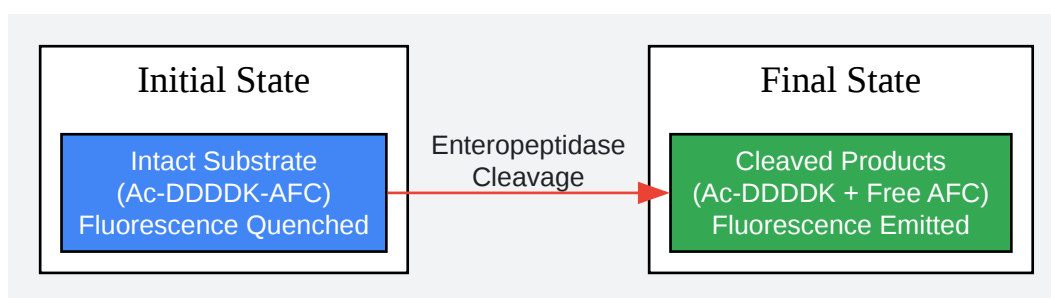 Initial State
Intact Substrate
(Ac-DDDDK-AFC)
Fluorescence Quenched
Enteropeptidase
Cleavage
Final State
Cleaved Products
(Ac-DDDDK + Free AFC)
Fluorescence Emitted